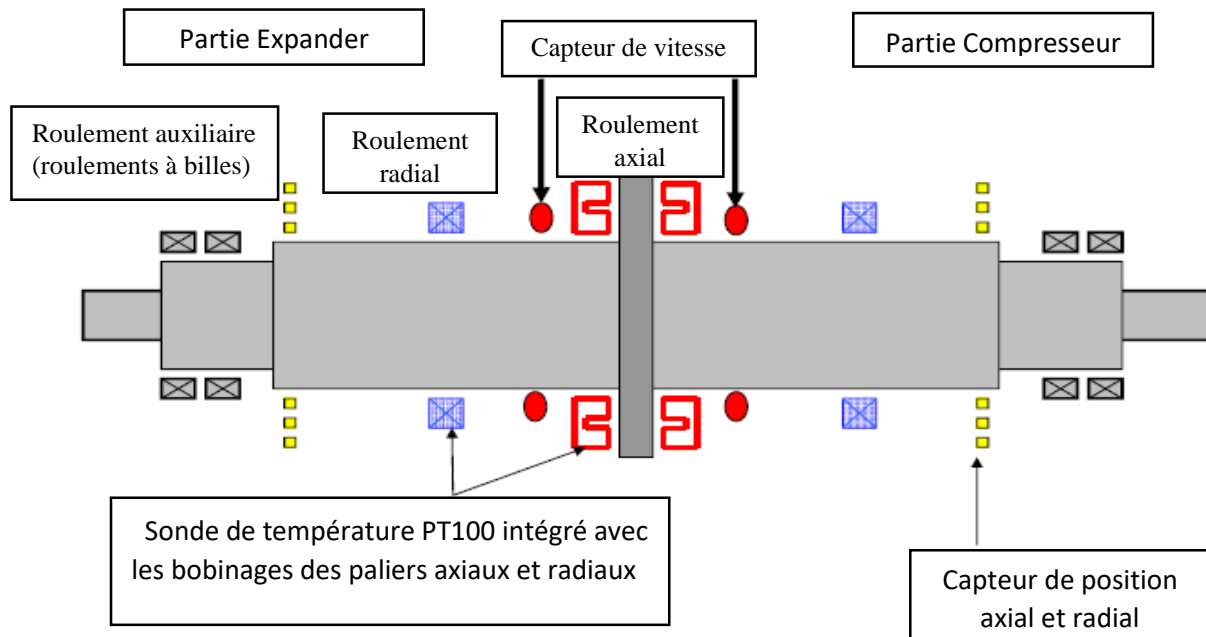 Partie Expander
Capteur de vitesse
Partie Compresseur
Roulement auxiliaire
(roulements à billes)
Roulement
radial
Roulement
axial
Sonde de température PT100 intégré avec
les bobinages des paliers axiaux et radiaux
Capteur de position
axial et radial